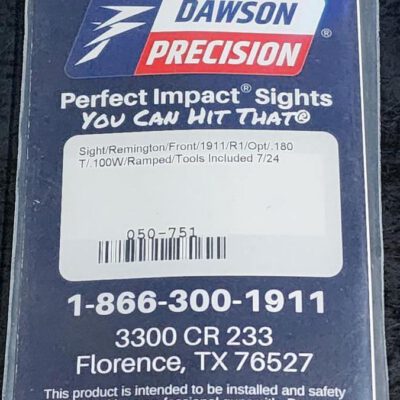 DAWSON
PRECISION®
Perfect Impact® Sights
You Can Hit That®
Sight/Remington/Front/1911/R1/Opt/.180
T/.100W/Ramped/Tools Included 7/24
050-751
1-866-300-1911
3300 CR 233
Florence, TX 76527
This product is intended to be installed and safety